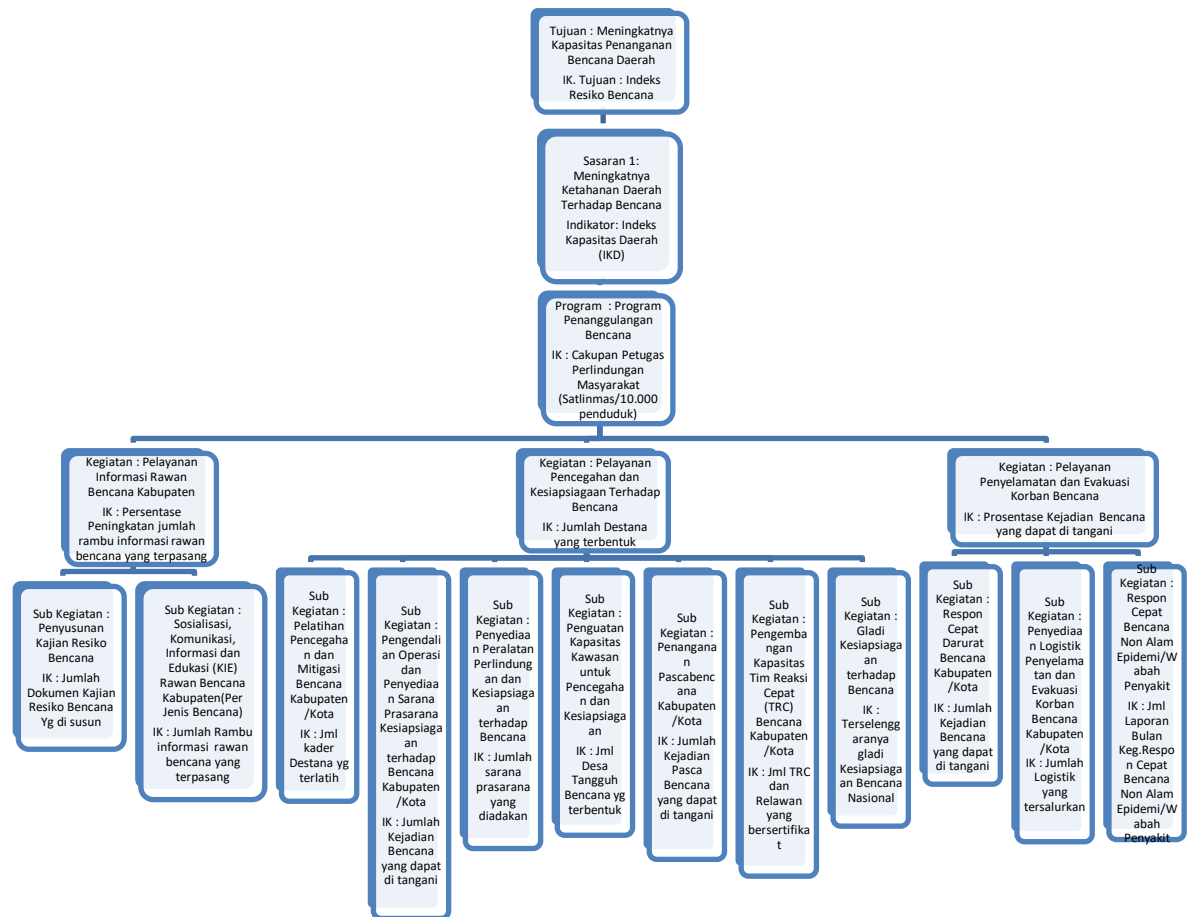 Tujuan : Meningkatnya
Kapasitas Penanganan
Bencana Daerah
IK. Tujuan : Indeks
Resiko Bencana
Sasaran 1:
Meningkatnya
Ketahanan Daerah
Terhadap Bencana
Indikator: Indeks
Kapasitas Daerah
(IKD)
Program : Program
Penanggulangan
Bencana
IK : Cakupan Petugas
Perlindungan
Masyarakat
(Satlinmas/10.000
penduduk)
Kegiatan : Pelayanan
Informasi Rawan
Bencana Kabupaten
IK : Persentase
Peningkatan jumlah
rambu informasi rawan
bencana yang terpasang
Kegiatan : Pelayanan
Pencegahan dan
Kesiapsiagaan Terhadap
Bencana
IK : Jumlah Destana
yang terbentuk
Kegiatan : Pelayanan
Penyelamatan dan Evakuasi
Korban Bencana
IK : Prosentase Kejadian Bencana
yang dapat di tangani
Sub Kegiatan :
Penyusunan
Kajian Resiko
Bencana
IK : Jumlah
Dokumen Kajian
Resiko Bencana
Yg di susun
Sub Kegiatan :
Sosialisasi,
Komunikasi,
Informasi dan
Edukasi (KIE)
Rawan Bencana
Kabupaten(Per
Jenis Bencana)
IK : Jumlah Rambu
informasi rawan
bencana yang
terpasang
Sub
Kegiatan :
Pelatihan
Pencegaha
n dan
Mitigasi
Bencana
Kabupaten
/Kota
IK : Jml
kader
Destana yg
terlatih
Sub
Kegiatan :
Pengendali
an Operasi
dan
Penyediaa
n Sarana
Prasarana
Kesiapsiaga
an
terhadap
Bencana
Kabupaten
/Kota
IK : Jumlah
Kejadian
Bencana
yang dapat
di tangani
Sub
Kegiatan :
Penyediaa
n Peralatan
Perlindung
an dan
Kesiapsiaga
an
terhadap
Bencana
IK : Jumlah
sarana
prasarana
yang
diadakan
Sub
Kegiatan :
Penguatan
Kapasitas
Kawasan
untuk
Pencegaha
n dan
Kesiapsiga
an
IK : Jml
Desa
Tangguh
Bencana yg
terbentuk
Sub
Kegiatan :
Penangana
n
Pascabenc
ana
Kabupaten
/Kota
IK : Jumlah
Kejadian
Pasca
Bencana
yang dapat
di tangani
Sub
Kegiatan :
Pengemba
ngan
Kapasitas
Tim Reaksi
Cepat
(TRC)
Bencana
Kabupaten
/Kota
IK : Jml TRC
dan
Relawan
yang
bersertifika
t
Sub
Kegiatan :
Gladi
Kesiapsiaga
an
terhadap
Bencana
IK :
Terselengg
aranya
gladi
Kesiapsiaga
an Bencana
Nasional
Sub
Kegiatan :
Respon
Cepat
Darurat
Bencana
Kabupaten
/Kota
IK : Jumlah
Kejadian
Bencana
yang dapat
di tangani
Sub
Kegiatan :
Penyediaa
n Logistik
Penyelama
tan dan
Evakuasi
Korban
Bencana
Kabupaten
/Kota
IK : Jumlah
Logistik
yang
tersalurkan
Sub
Kegiatan :
Respon
Cepat
Bencana
Non Alam
Epidemi/W
abah
Penyakit
IK : Jml
Laporan
Bulan
Keg.Respo
n Cepat
Bencana
Non Alam
Epidemi/W
abah
Penyakit